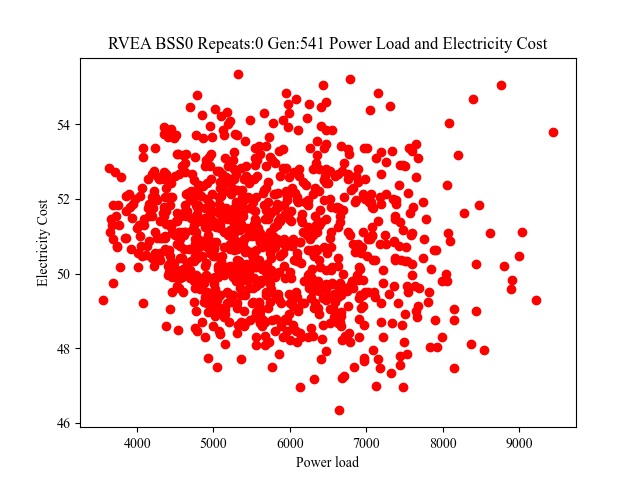 RVEA BSS0 Repeats:0 Gen:541 Power Load and Electricity Cost
54
52
50
48
46
Electricity Cost
4000 5000 6000 7000 8000 9000
Power load